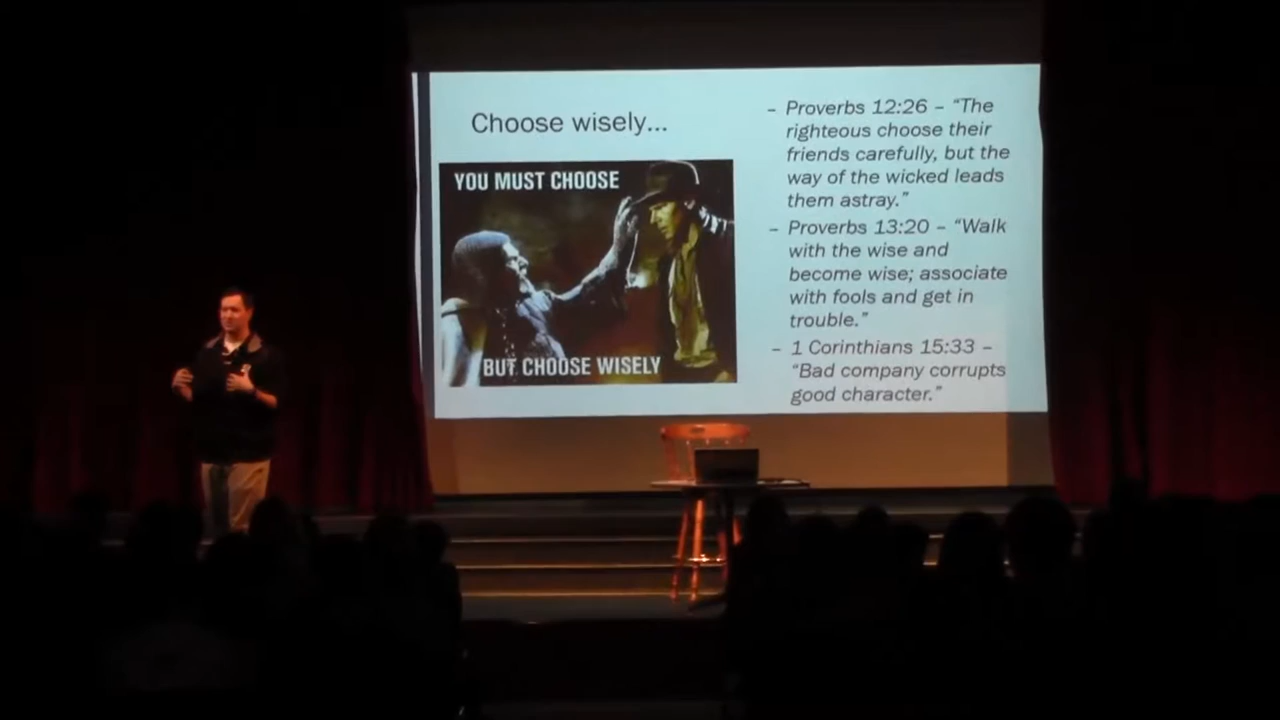 Choose wisely...
YOU MUST CHOOSE
BUT CHOOSE WISELY
– Proverbs 12:26 – “The
righteous choose their
friends carefully, but the
way of the wicked leads
them astray.”
– Proverbs 13:20 – “Walk
with the wise and
become wise; associate
with fools and get in
trouble.”
– 1 Corinthians 15:33 –
“Bad company corrupts
good character.”